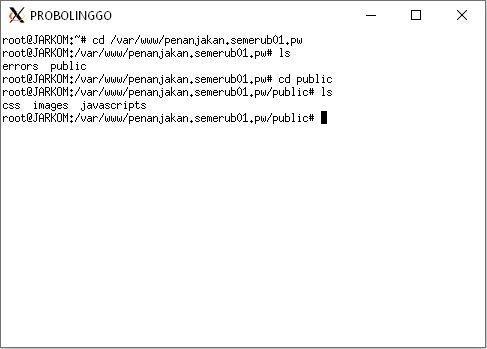 PROBOLINGGO
root@JARKOM:~# cd /var/www/penanjakan.semerub01.pw
root@JARKOM:/var/www/penanjakan.semerub01.pw# ls
errors  public
root@JARKOM:/var/www/penanjakan.semerub01.pw# cd public
root@JARKOM:/var/www/penanjakan.semerub01.pw/public# ls
css  images  javascripts
root@JARKOM:/var/www/penanjakan.semerub01.pw/public#